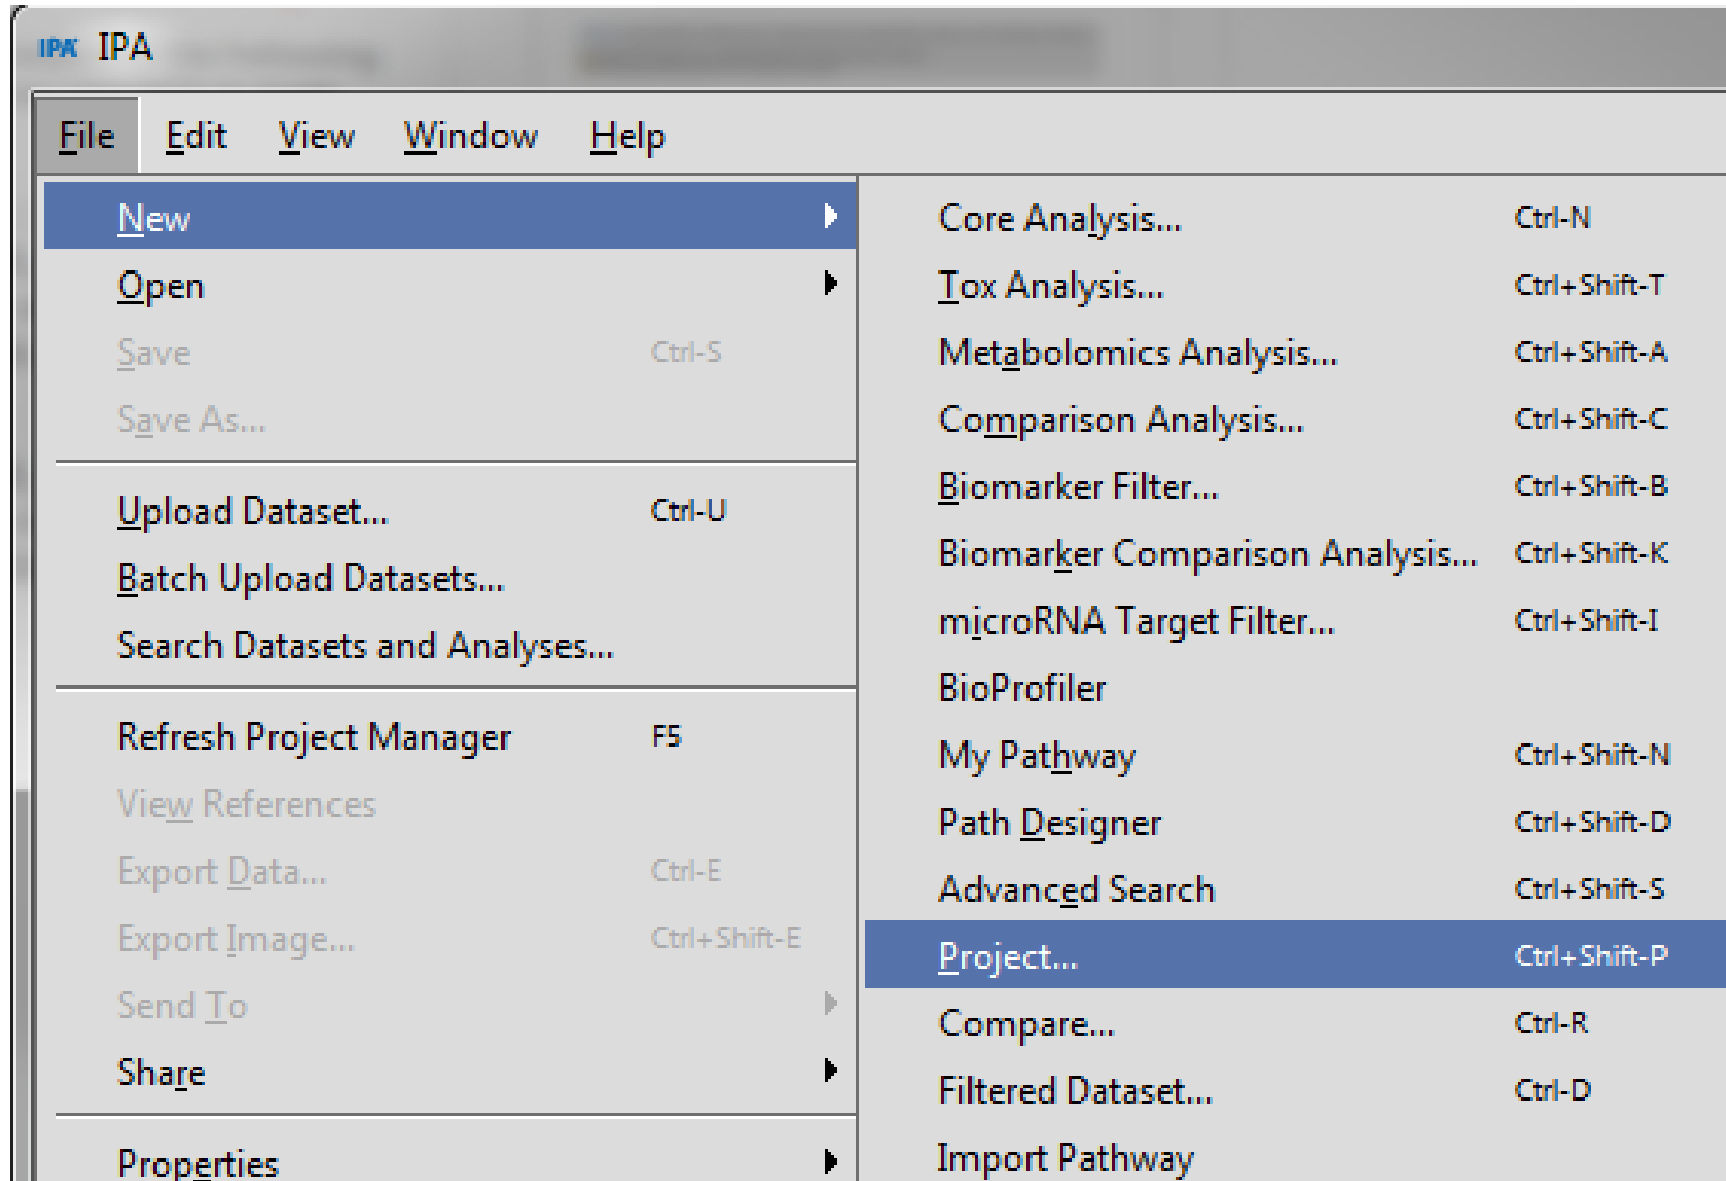 IPA IPA
File Edit View Window Help
New
Open
Save Ctrl-S
Save As...
Upload Dataset... Ctrl-U
Batch Upload Datasets...
Search Datasets and Analyses...
Refresh Project Manager F5
View References
Export Data... Ctrl-E
Export Image... Ctrl+Shift-E
Send To
Share
Properties
Core Analysis... Ctrl-N
Tox Analysis... Ctrl+Shift-T
Metabolomics Analysis... Ctrl+Shift-A
Comparison Analysis... Ctrl+Shift-C
Biomarker Filter... Ctrl+Shift-B
Biomarker Comparison Analysis... Ctrl+Shift-K
microRNA Target Filter... Ctrl+Shift-I
BioProfiler
My Pathway Ctrl+Shift-N
Path Designer Ctrl+Shift-D
Advanced Search Ctrl+Shift-S
Project... Ctrl+Shift-P
Compare... Ctrl-R
Filtered Dataset... Ctrl-D
Import Pathway